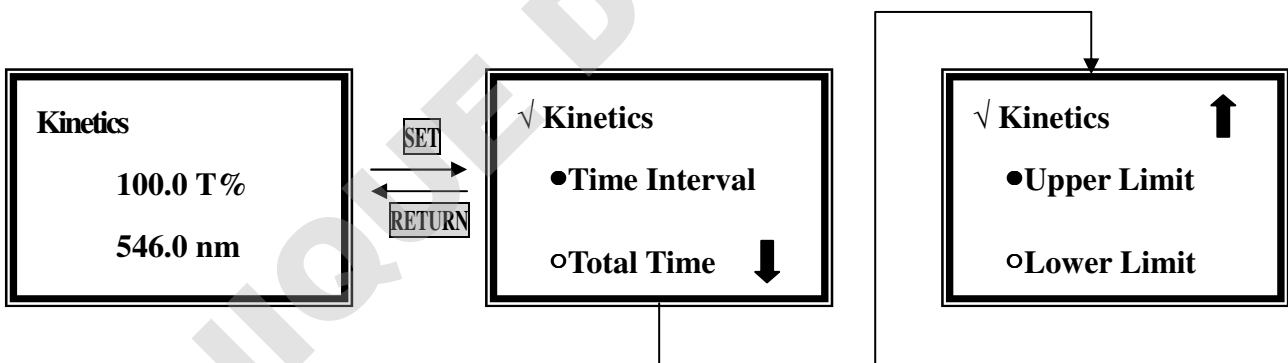 Kinetics
100.0 T%
546.0 nm
SET
RETURN
√ Kinetics
●Time Interval
○Total Time
√ Kinetics
●Upper Limit
○Lower Limit